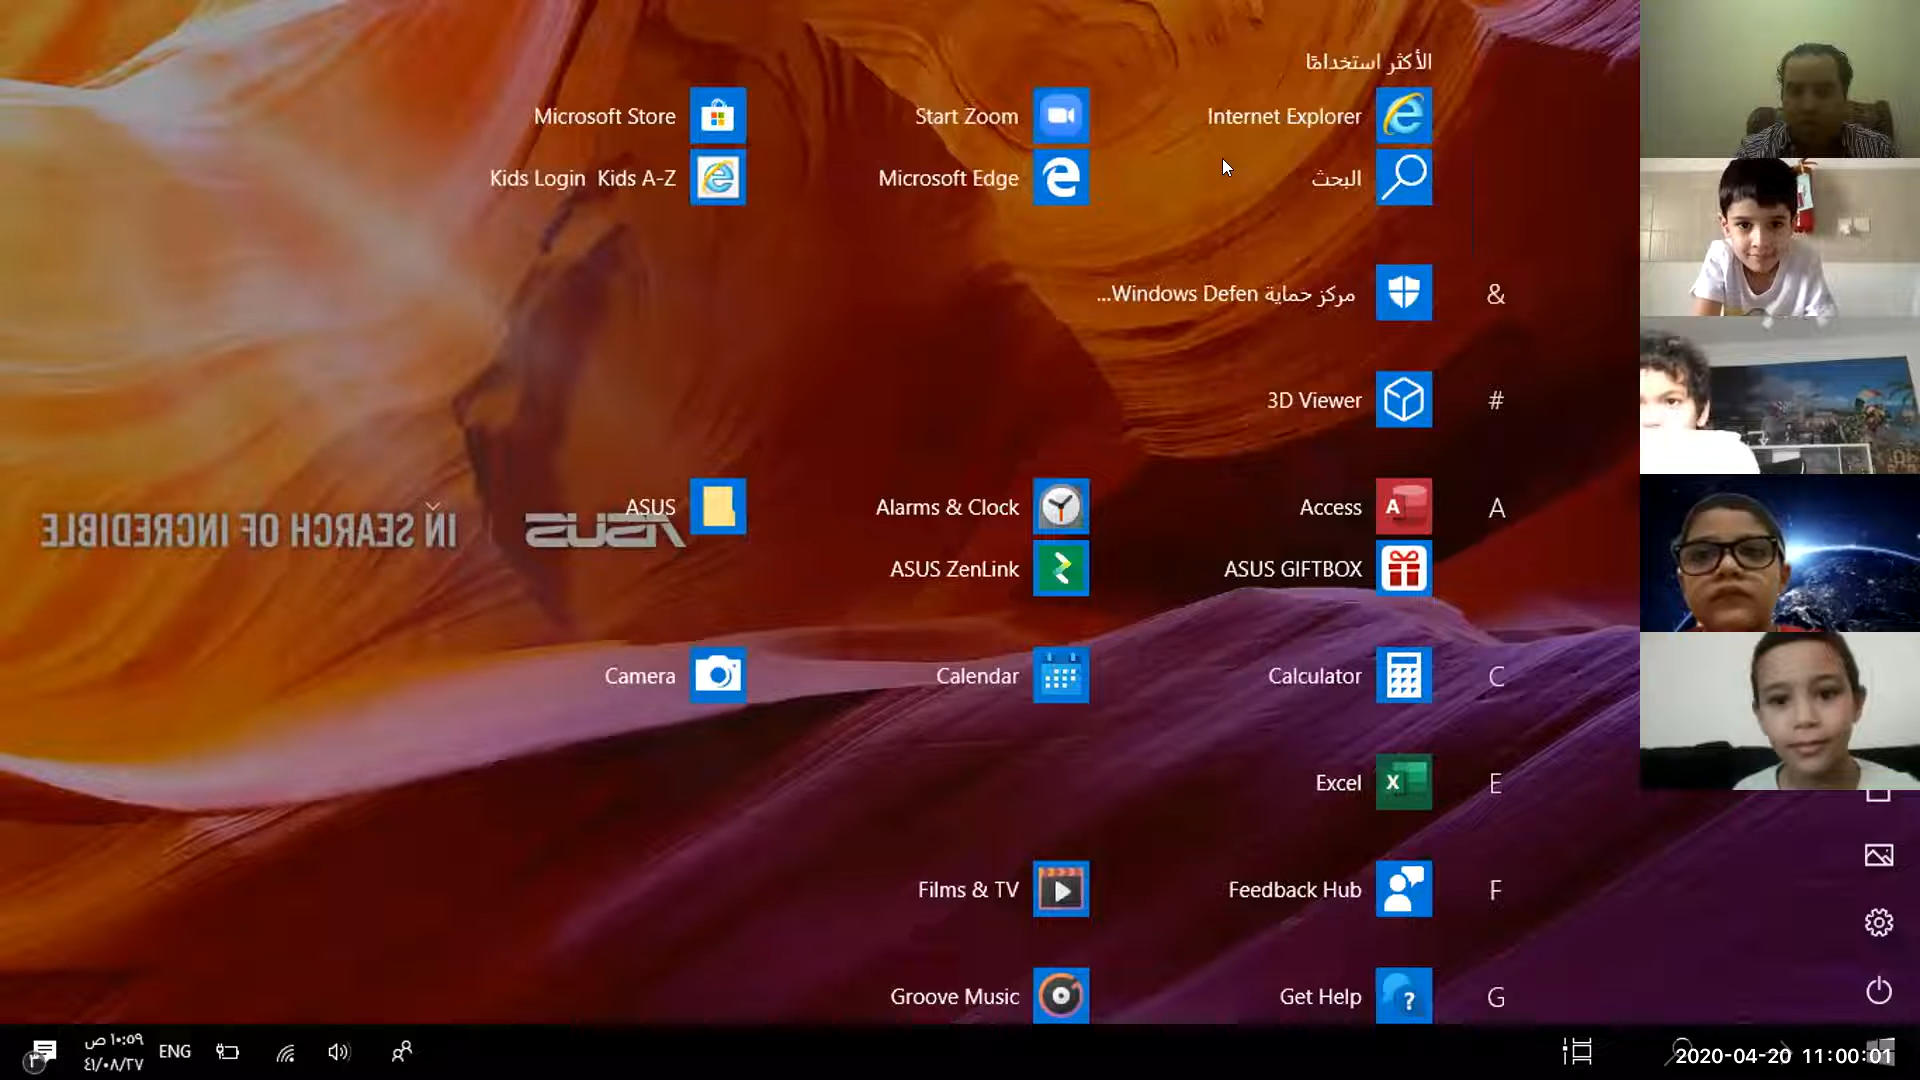 الأكثر استخدامًا
Internet Explorer
Start Zoom
Microsoft Store
البحث
Microsoft Edge
Kids Login Kids A-Z
&
مركز حماية Windows Defen...
#
3D Viewer
A
Access
Alarms & Clock
ASUS
ASUS GIFTBOX
ASUS ZenLink
IN SEARCH OF INCREDIBLE
ASUS
C
Calculator
Calendar
Camera
E
Excel
F
Feedback Hub
Films & TV
G
Get Help
Groove Music
١٠:٥٩ ص
٤١/٠٨/٢٧
ENG
٣
2020-04-20 11:00:01